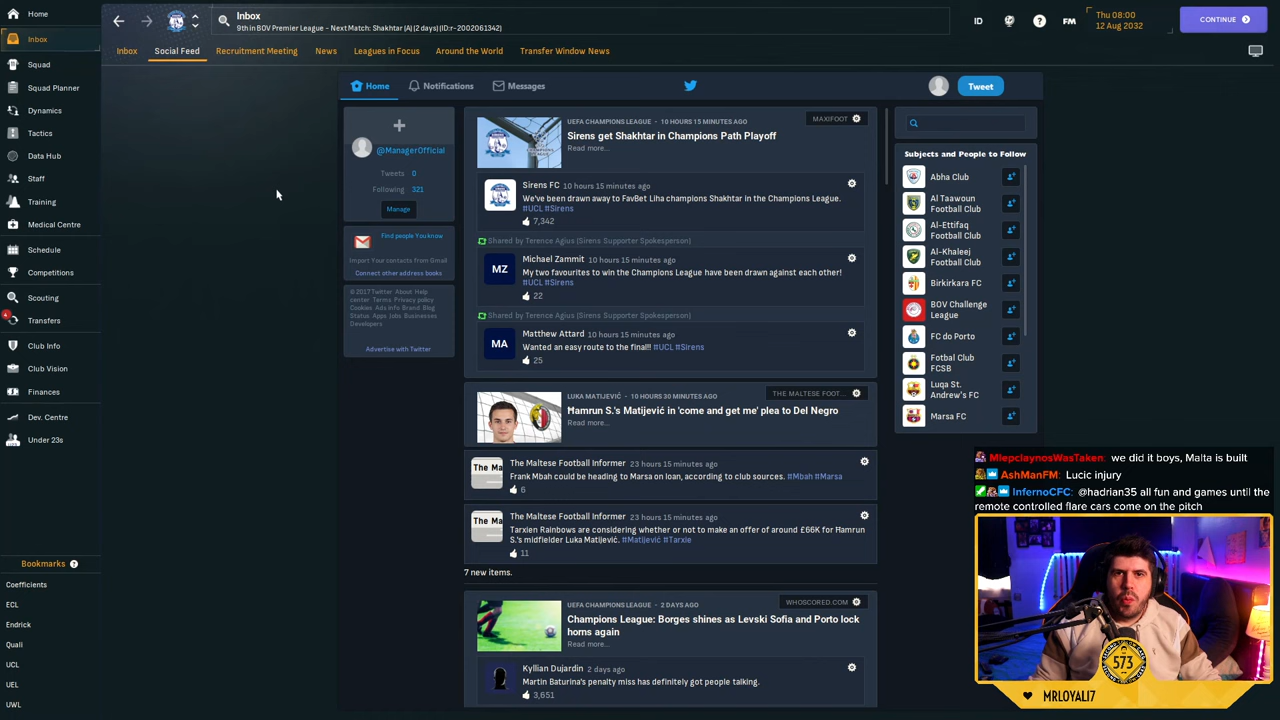 Home
Inbox
9th in BOV Premier League - Next Match: Shakhtar (A) (2 days) (ID:r-2002061342)
ID
FM
Thu 08:00
12 Aug 2032
CONTINUE
Inbox
Social Feed
Recruitment Meeting
News
Leagues in Focus
Around the World
Transfer Window News
Inbox
Squad
Squad Planner
Dynamics
Tactics
Data Hub
Staff
Training
Medical Centre
Schedule
Competitions
Scouting
4
Transfers
Club Info
Club Vision
Finances
Dev. Centre
Under 23s
Bookmarks
Coefficients
ECL
Endrick
Quali
UCL
UEL
UWL
Home
Notifications
Messages
Tweet
@ManagerOfficial
Tweets 0
Following 321
Manage
Find people You know
Import Your contacts from Gmail
Connect other address books
© 2017 Twitter About Help
center Terms Privacy policy
Cookies Ads info Brand Blog
Status Apps Jobs Businesses
Developers
Advertise with Twitter
UEFA CHAMPIONS LEAGUE - 10 HOURS 15 MINUTES AGO
MAXIFOOT
Sirens get Shakhtar in Champions Path Playoff
Read more...
Sirens FC 10 hours 15 minutes ago
We've been drawn away to FavBet Liha champions Shakhtar in the Champions League.
#UCL #Sirens
7,342
Shared by Terence Agius (Sirens Supporter Spokesperson)
MZ
Michael Zammit 10 hours 15 minutes ago
My two favourites to win the Champions League have been drawn against each other!
#UCL #Sirens
22
Shared by Terence Agius (Sirens Supporter Spokesperson)
MA
Matthew Attard 10 hours 15 minutes ago
Wanted an easy route to the final!!! #UCL #Sirens
25
LUKA MATIJEVIĆ - 10 HOURS 30 MINUTES AGO
THE MALTESE FOOT...
Ħamrun S.'s Matijević in 'come and get me' plea to Del Negro
Read more...
The Ma
The Maltese Football Informer 23 hours 15 minutes ago
Frank Mbah could be heading to Marsa on loan, according to club sources. #Mbah #Marsa
6
The Ma
The Maltese Football Informer 23 hours 15 minutes ago
Tarxien Rainbows are considering whether or not to make an offer of around £66K for Ħamrun
S.'s midfielder Luka Matijević. #Matijević #Tarxie
11
7 new items.
UEFA CHAMPIONS LEAGUE - 2 DAYS AGO
WHOSCORED.COM
Champions League: Borges shines as Levski Sofia and Porto lock
horns again
Read more...
Kyllian Dujardin 2 days ago
Martin Baturina's penalty miss has definitely got people talking.
3,651
Subjects and People to Follow
Abha Club
Al Taawoun
Football Club
Al-Ettifaq
Football Club
Al-Khaleej
Football Club
Birkirkara FC
BOV Challenge
League
FC do Porto
Fotbal Club
FCSB
Luqa St.
Andrew's FC
Marsa FC
MlepclaynosWasTaken: we did it boys, Malta is built
AshManFM: Lucic injury
InfernoCFC: @hadrian35 all fun and games until the
remote controlled flare cars come on the pitch
573
MRLOYAL17